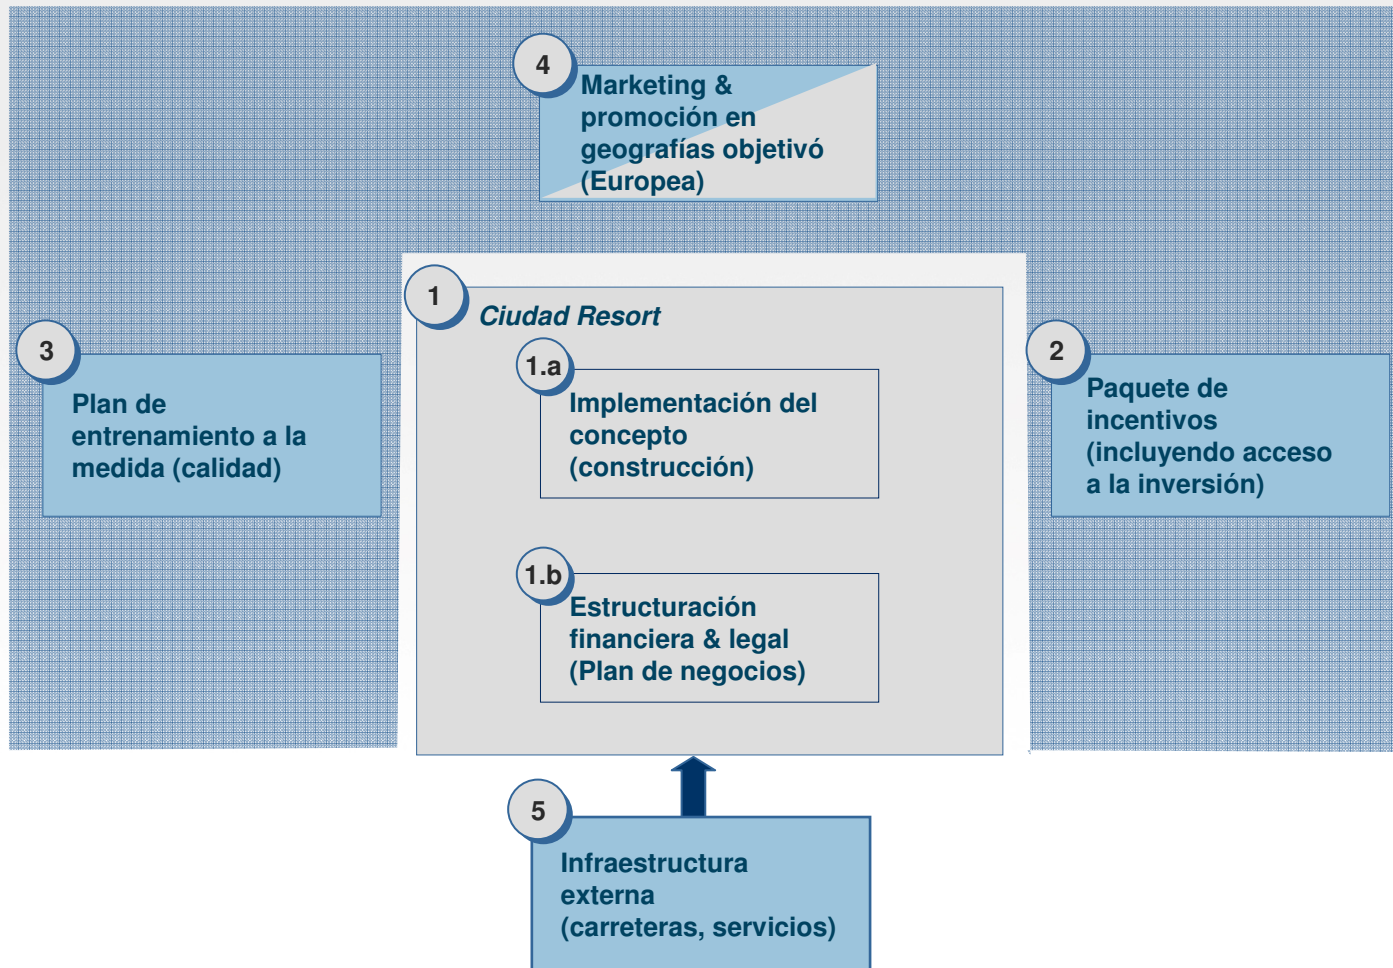 4
Marketing &
promoción en
geografías objetivó
(Europea)
1
Ciudad Resort
1.a
Implementación del
concepto
(construcción)
1.b
Estructuración
financiera & legal
(Plan de negocios)
3
Plan de
entrenamiento a la
medida (calidad)
2
Paquete de
incentivos
(incluyendo acceso
a la inversión)
5
Infraestructura
externa
(carreteras, servicios)